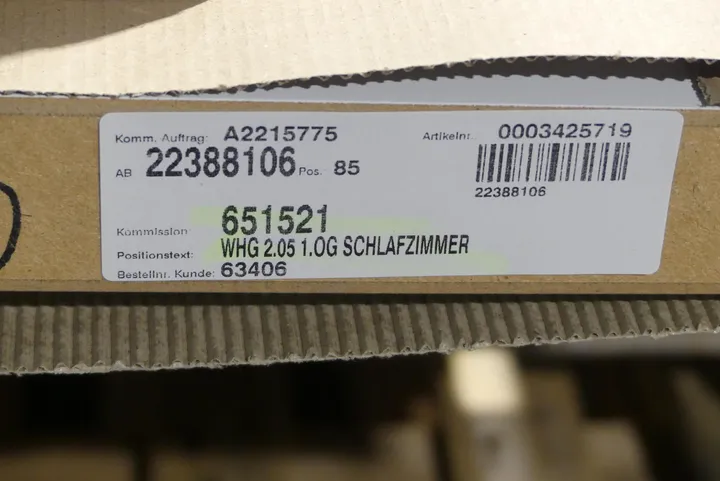 Komm. Auftrag: A2215775 Artikelnr. 0003425719
AB 22388106 Pos. 85
22388106
Kommission: 651521
Positionstext: WHG 2.05 1.OG SCHLAFZIMMER
Bestellnr. Kunde: 63406